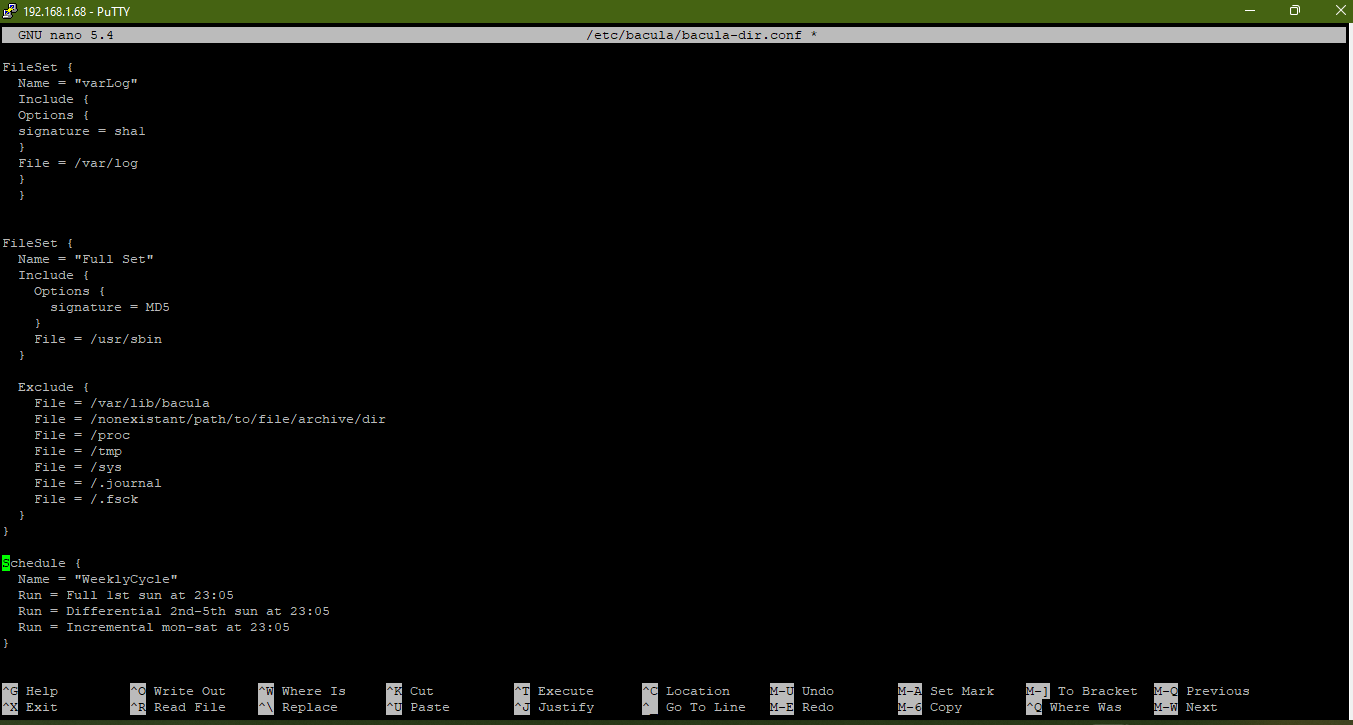 192.168.1.68 - PuTTY
GNU nano 5.4 /etc/bacula/bacula-dir.conf *
FileSet {
  Name = "varLog"
  Include {
  Options {
  signature = sha1
  }
  File = /var/log
  }
  }
FileSet {
  Name = "Full Set"
  Include {
    Options {
      signature = MD5
    }
    File = /usr/sbin
  }
  Exclude {
    File = /var/lib/bacula
    File = /nonexistant/path/to/file/archive/dir
    File = /proc
    File = /tmp
    File = /sys
    File = /.journal
    File = /.fsck
  }
}
Schedule {
  Name = "WeeklyCycle"
  Run = Full 1st sun at 23:05
  Run = Differential 2nd-5th sun at 23:05
  Run = Incremental mon-sat at 23:05
}
^G Help ^O Write Out ^W Where Is ^K Cut ^T Execute ^C Location M-U Undo M-A Set Mark M-] To Bracket M-Q Previous
^X Exit ^R Read File ^\ Replace ^U Paste ^J Justify ^_ Go To Line M-E Redo M-6 Copy ^Q Where Was M-W Next